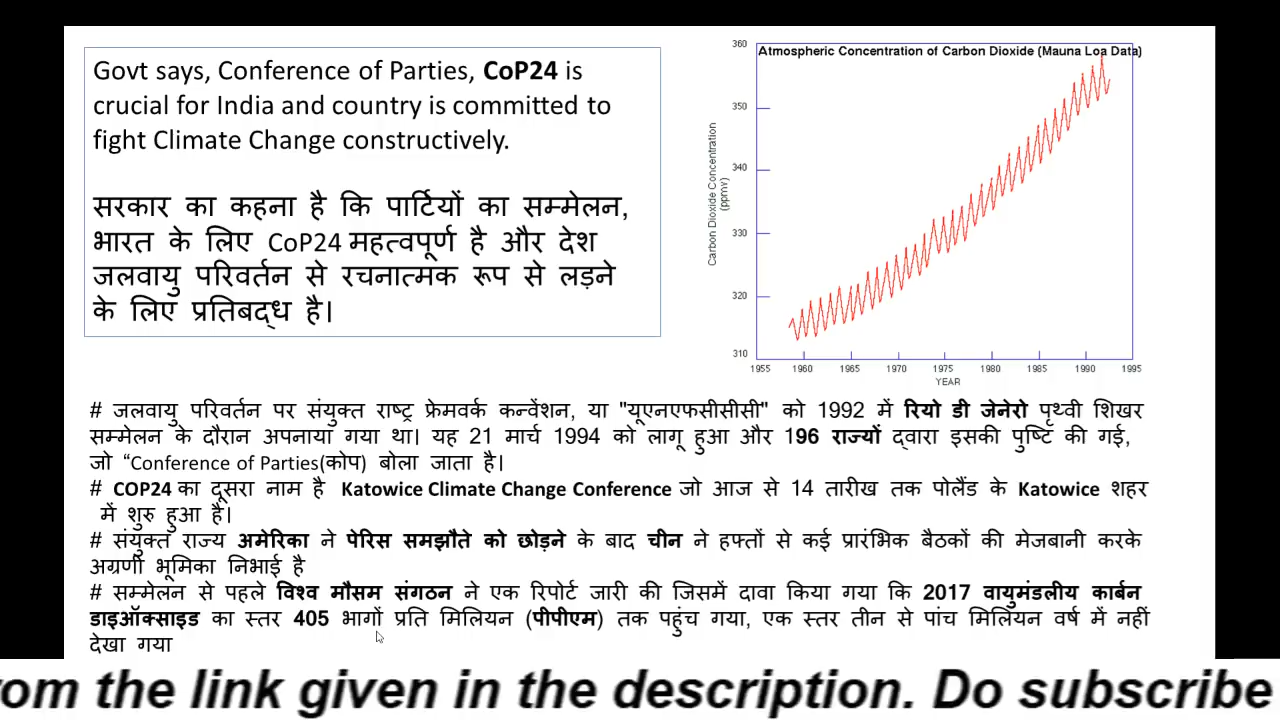 Govt says, Conference of Parties, CoP24 is
crucial for India and country is committed to
fight Climate Change constructively.
सरकार का कहना है कि पार्टियों का सम्मेलन,
भारत के लिए CoP24 महत्वपूर्ण है और देश
जलवायु परिवर्तन से रचनात्मक रूप से लड़ने
के लिए प्रतिबद्ध है।
Atmospheric Concentration of Carbon Dioxide (Mauna Loa Data)
Carbon Dioxide Concentration
(ppmv)
360
350
340
330
320
310
1955 1960 1965 1970 1975 1980 1985 1990 1995
YEAR
# जलवायु परिवर्तन पर संयुक्त राष्ट्र फ्रेमवर्क कन्वेंशन, या "यूएनएफसीसीसी" को 1992 में रियो डी जेनेरो पृथ्वी शिखर
सम्मेलन के दौरान अपनाया गया था। यह 21 मार्च 1994 को लागू हुआ और 196 राज्यों द्वारा इसकी पुष्टि की गई,
जो “Conference of Parties(कोप) बोला जाता है।
# COP24 का दूसरा नाम है Katowice Climate Change Conference जो आज से 14 तारीख तक पोलैंड के Katowice शहर
में शुरु हुआ है।
# संयुक्त राज्य अमेरिका ने पेरिस समझौते को छोड़ने के बाद चीन ने हफ्तों से कई प्रारंभिक बैठकों की मेजबानी करके
अग्रणी भूमिका निभाई है
# सम्मेलन से पहले विश्व मौसम संगठन ने एक रिपोर्ट जारी की जिसमें दावा किया गया कि 2017 वायुमंडलीय कार्बन
डाइऑक्साइड का स्तर 405 भागों प्रति मिलियन (पीपीएम) तक पहुंच गया, एक स्तर तीन से पांच मिलियन वर्ष में नहीं
देखा गया
om the link given in the description. Do subscribe